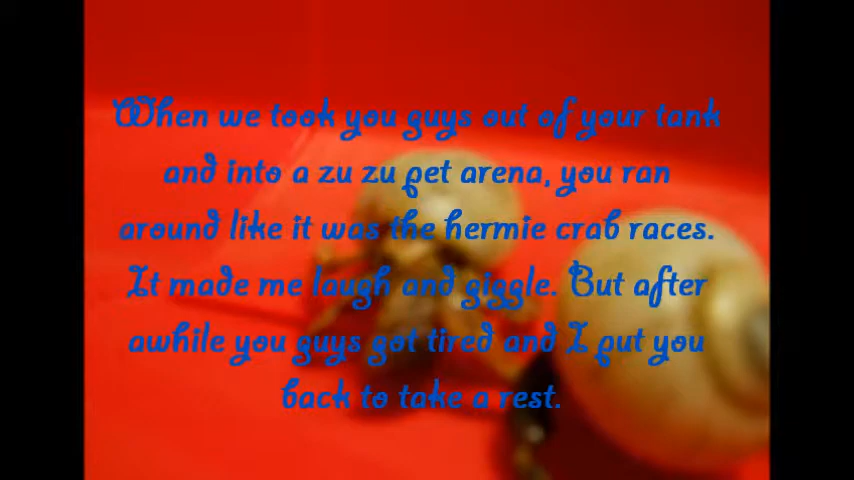 When we took you guys out of your tank
and into a zu zu pet arena, you ran
around like it was the hermie crab races.
It made me laugh and giggle. But after
awhile you guys got tired and I put you
back to take a rest.